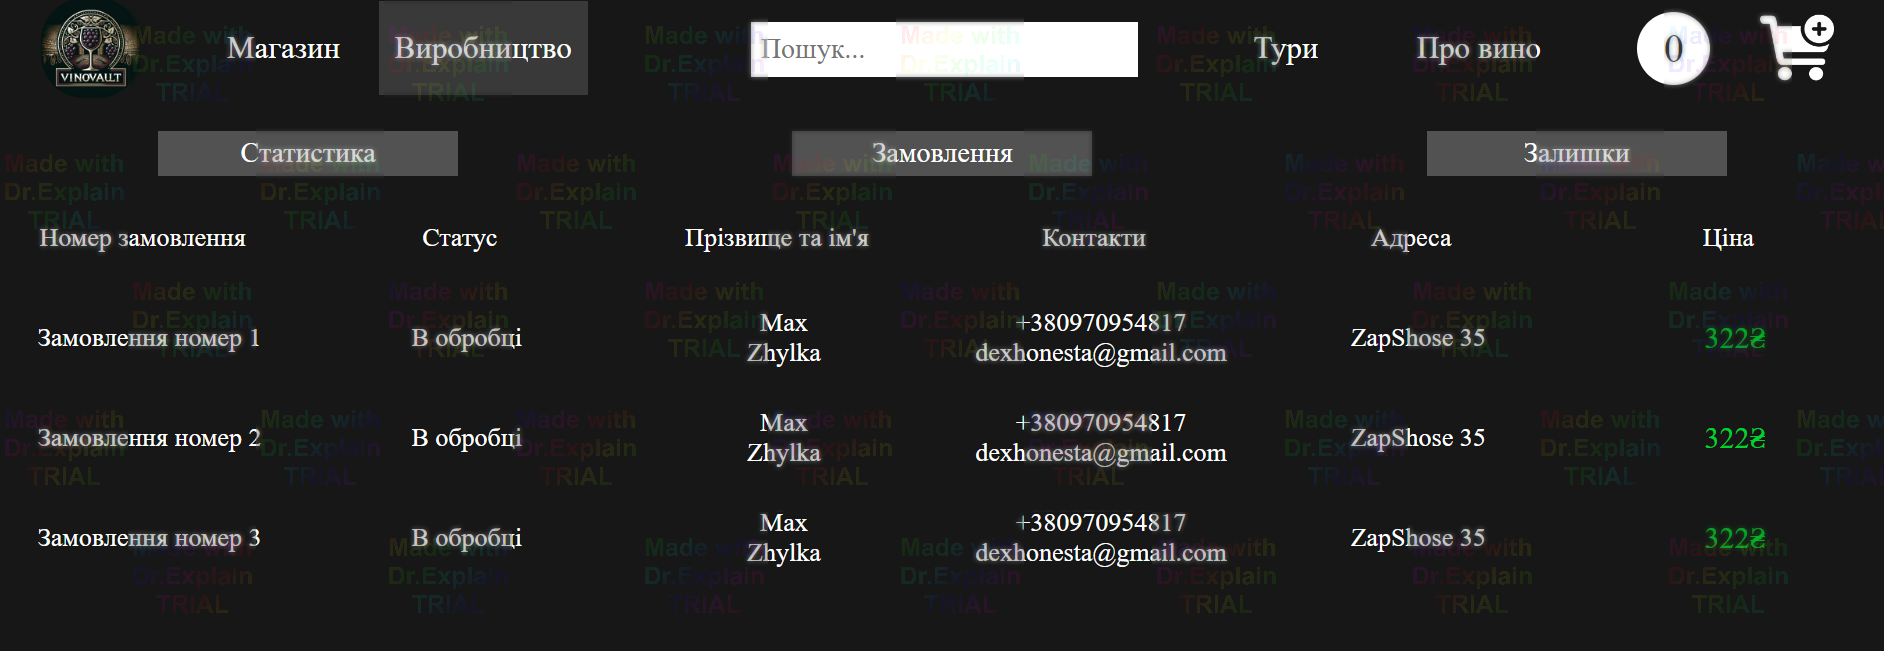 VINOVAULT
Магазин
Виробництво
Пошук...
Тури
Про вино
0
Статистика
Замовлення
Залишки
Номер замовлення Статус Прізвище та ім'я Контакти Адреса Ціна
Замовлення номер 1 В обробці Max Zhylka +380970954817 dexhonesta@gmail.com ZapShose 35 322₴
Замовлення номер 2 В обробці Max Zhylka +380970954817 dexhonesta@gmail.com ZapShose 35 322₴
Замовлення номер 3 В обробці Max Zhylka +380970954817 dexhonesta@gmail.com ZapShose 35 322₴
Made with
Dr.Explain
TRIAL